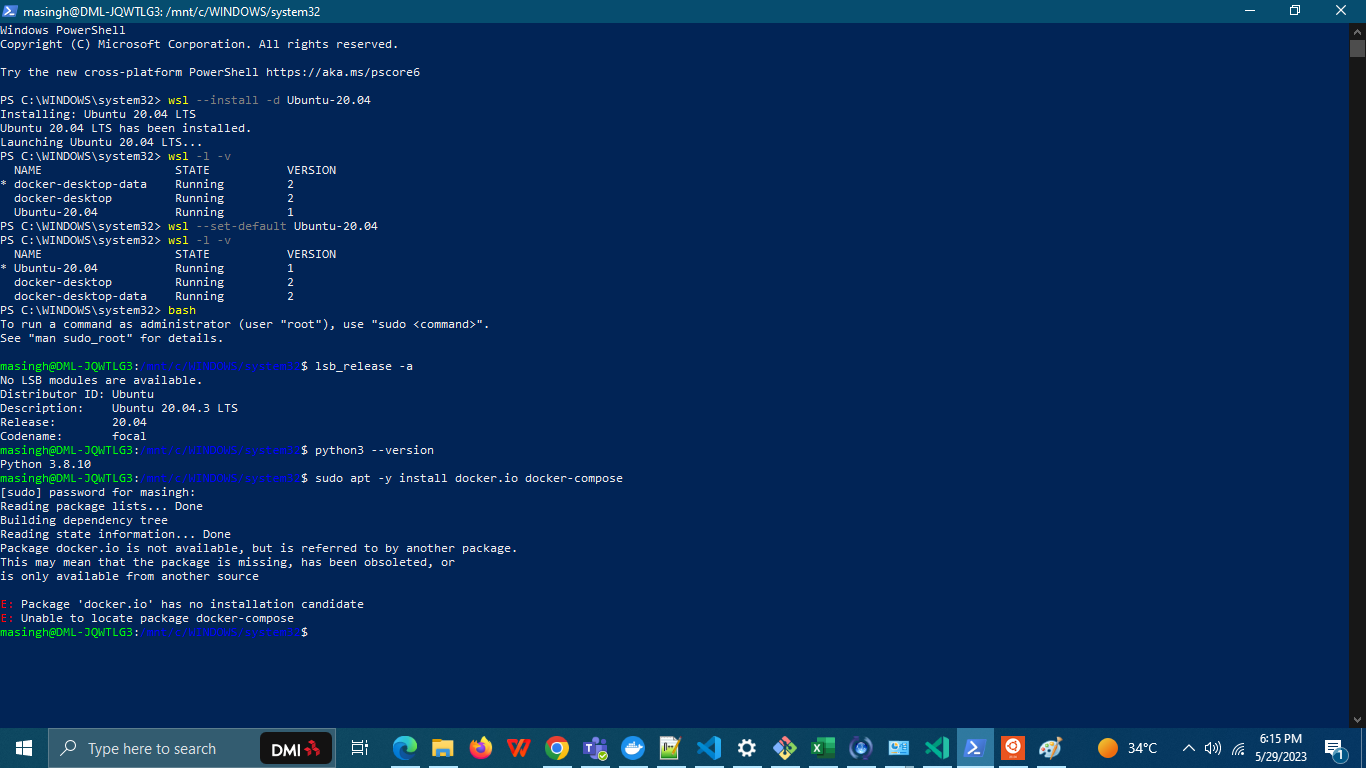 masingh@DML-JQWTLG3: /mnt/c/WINDOWS/system32
Windows PowerShell
Copyright (C) Microsoft Corporation. All rights reserved.
Try the new cross-platform PowerShell https://aka.ms/pscore6
PS C:\WINDOWS\system32> wsl --install -d Ubuntu-20.04
Installing: Ubuntu 20.04 LTS
Ubuntu 20.04 LTS has been installed.
Launching Ubuntu 20.04 LTS...
PS C:\WINDOWS\system32> wsl -l -v
  NAME                   STATE           VERSION
* docker-desktop-data    Running         2
  docker-desktop         Running         2
  Ubuntu-20.04           Running         1
PS C:\WINDOWS\system32> wsl --set-default Ubuntu-20.04
PS C:\WINDOWS\system32> wsl -l -v
  NAME                   STATE           VERSION
* Ubuntu-20.04           Running         1
  docker-desktop         Running         2
  docker-desktop-data    Running         2
PS C:\WINDOWS\system32> bash
To run a command as administrator (user "root"), use "sudo <command>".
See "man sudo_root" for details.
masingh@DML-JQWTLG3:/mnt/c/WINDOWS/system32$ lsb_release -a
No LSB modules are available.
Distributor ID: Ubuntu
Description:    Ubuntu 20.04.3 LTS
Release:        20.04
Codename:       focal
masingh@DML-JQWTLG3:/mnt/c/WINDOWS/system32$ python3 --version
Python 3.8.10
masingh@DML-JQWTLG3:/mnt/c/WINDOWS/system32$ sudo apt -y install docker.io docker-compose
[sudo] password for masingh:
Reading package lists... Done
Building dependency tree
Reading state information... Done
Package docker.io is not available, but is referred to by another package.
This may mean that the package is missing, has been obsoleted, or
is only available from another source
E: Package 'docker.io' has no installation candidate
E: Unable to locate package docker-compose
masingh@DML-JQWTLG3:/mnt/c/WINDOWS/system32$
Type here to search
DMI
34°C
6:15 PM
5/29/2023
1